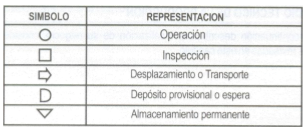 SIMBOLO REPRESENTACION
Operación
Inspección
Desplazamiento o Transporte
Depósito provisional o espera
Almacenamiento permanente